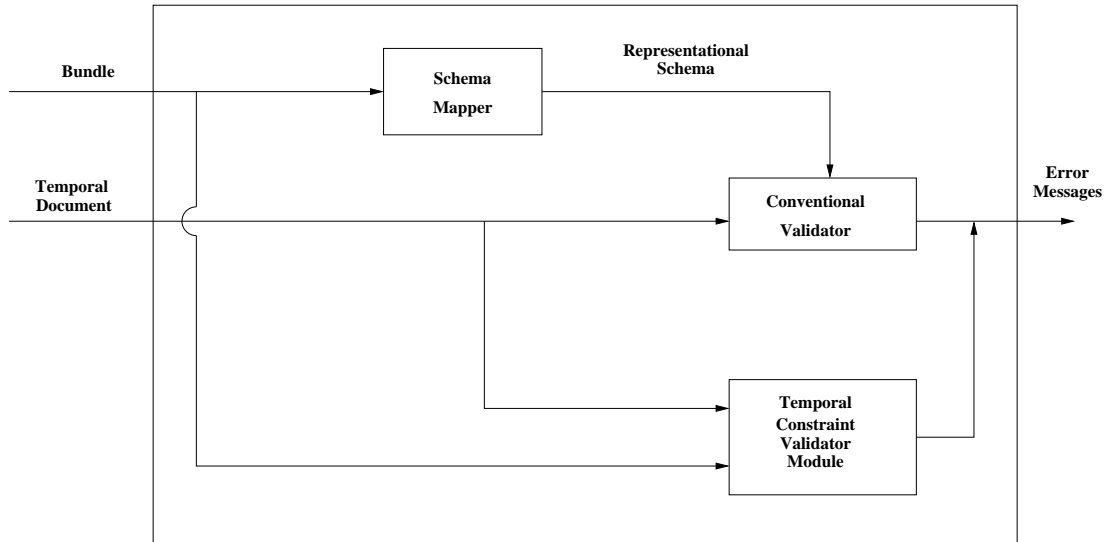 Bundle
Schema
Mapper
Representational
Schema
Temporal
Document
Conventional
Validator
Error
Messages
Temporal
Constraint
Validator
Module